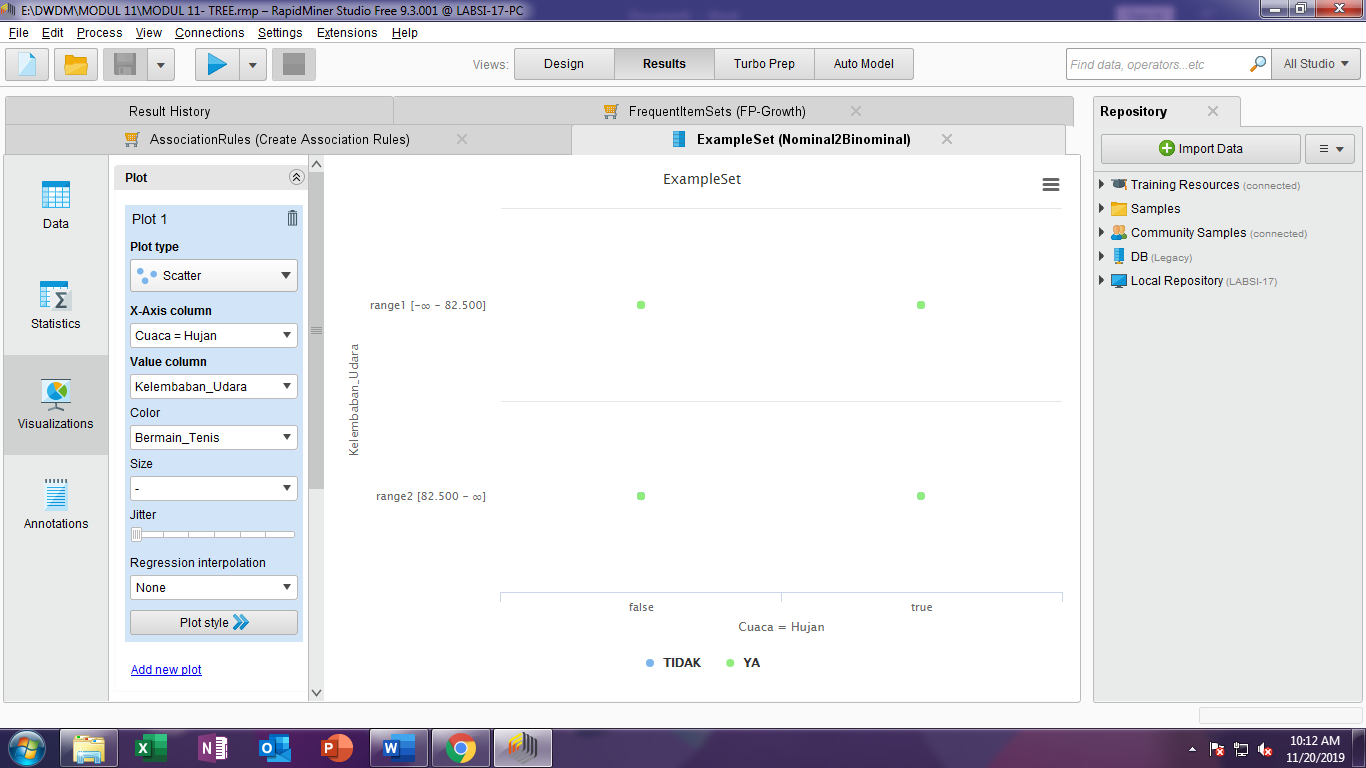 E:\DWDM\MODUL 11\MODUL 11- TREE.rmp – RapidMiner Studio Free 9.3.001 @ LABSI-17-PC
File Edit Process View Connections Settings Extensions Help
Views: Design Results Turbo Prep Auto Model
Find data, operators...etc
All Studio
Result History
FrequentItemSets (FP-Growth)
AssociationRules (Create Association Rules)
ExampleSet (Nominal2Binominal)
Data
Statistics
Visualizations
Annotations
Plot
Plot 1
Plot type
Scatter
X-Axis column
Cuaca = Hujan
Value column
Kelembaban_Udara
Color
Bermain_Tenis
Size
-
Jitter
Regression interpolation
None
Plot style
Add new plot
ExampleSet
Kelembaban_Udara
range1 [-∞ - 82.500]
range2 [82.500 - ∞]
false true
Cuaca = Hujan
TIDAK YA
Repository
Import Data
Training Resources (connected)
Samples
Community Samples (connected)
DB (Legacy)
Local Repository (LABSI-17)
10:12 AM
11/20/2019